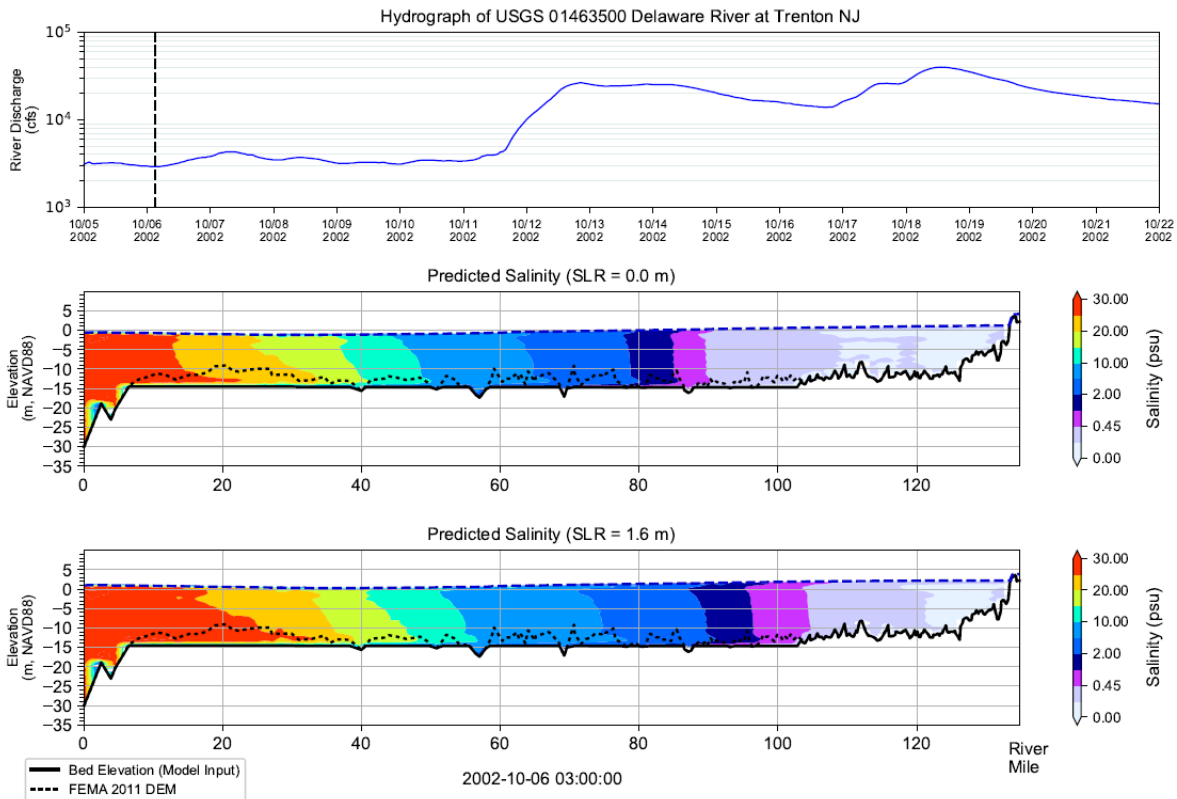 Hydrograph of USGS 01463500 Delaware River at Trenton NJ
River Discharge
(cfs)
10^5
10^4
10^3
10/05 10/06 10/07 10/08 10/09 10/10 10/11 10/12 10/13 10/14 10/15 10/16 10/17 10/18 10/19 10/20 10/21 10/22
2002 2002 2002 2002 2002 2002 2002 2002 2002 2002 2002 2002 2002 2002 2002 2002 2002 2002
Predicted Salinity (SLR = 0.0 m)
Elevation
(m, NAVD88)
5
0
−5
−10
−15
−20
−25
−30
−35
0 20 40 60 80 100 120
30.00
20.00
10.00
2.00
0.45
0.00
Salinity (psu)
Predicted Salinity (SLR = 1.6 m)
Elevation
(m, NAVD88)
5
0
−5
−10
−15
−20
−25
−30
−35
0 20 40 60 80 100 120
River
Mile
30.00
20.00
10.00
2.00
0.45
0.00
Salinity (psu)
Bed Elevation (Model Input)
FEMA 2011 DEM
2002-10-06 03:00:00